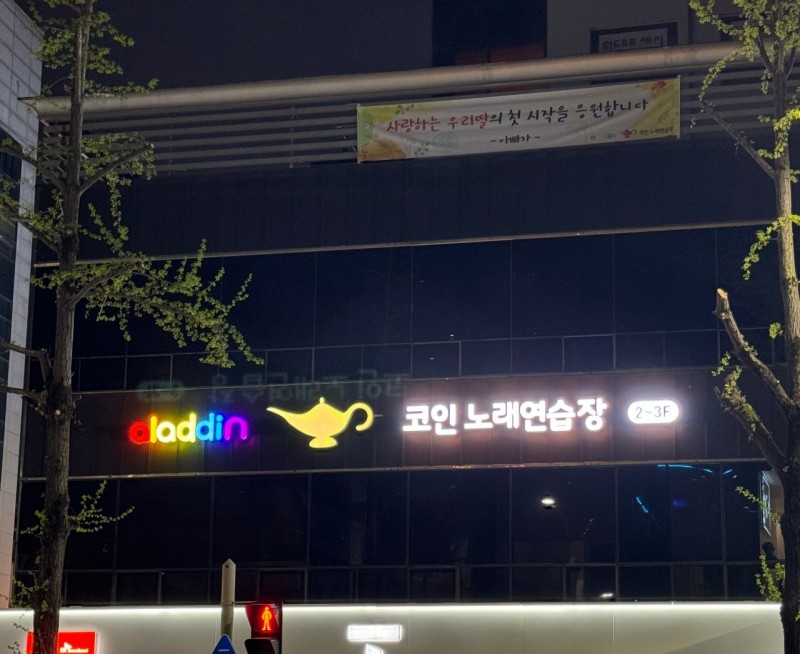 사랑하는 우리딸의 첫 시작을 응원합니다
- 아빠가 -
aladdin 코인 노래연습장 2~3F